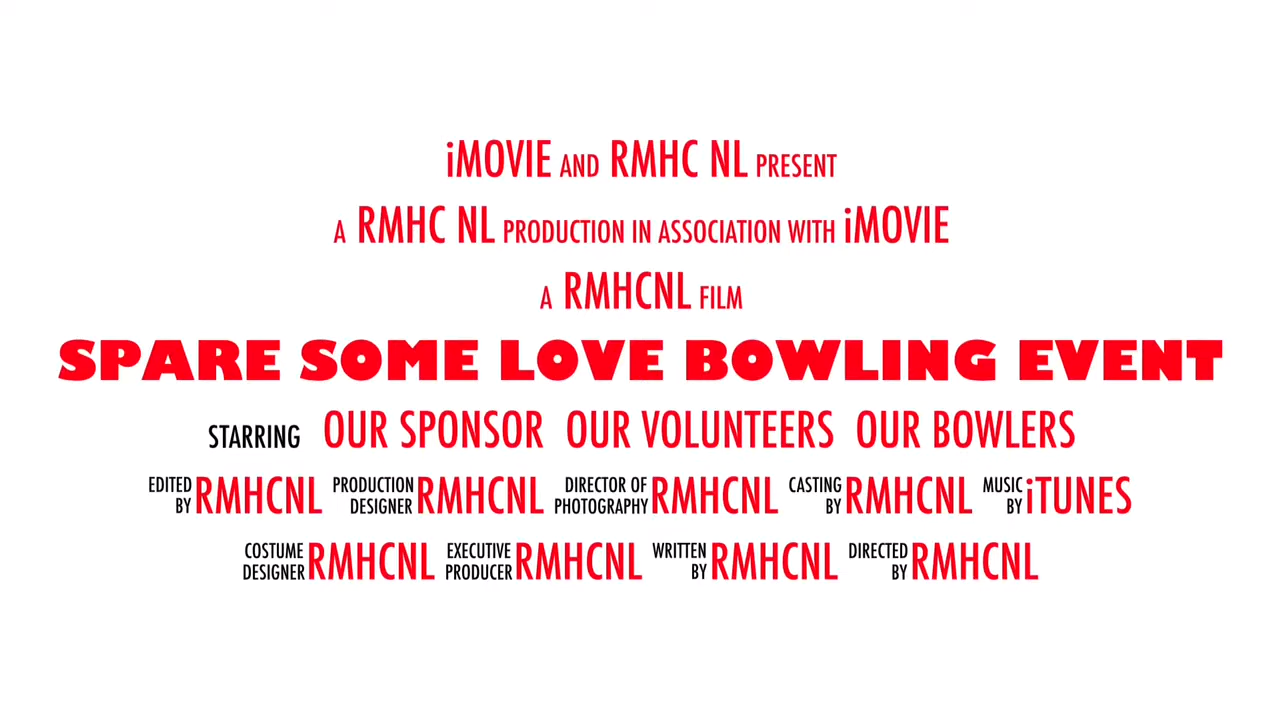 iMOVIE AND RMHC NL PRESENT
A RMHC NL PRODUCTION IN ASSOCIATION WITH iMOVIE
A RMHCNL FILM
SPARE SOME LOVE BOWLING EVENT
STARRING OUR SPONSOR OUR VOLUNTEERS OUR BOWLERS
EDITED BY RMHCNL PRODUCTION DESIGNER RMHCNL DIRECTOR OF PHOTOGRAPHY RMHCNL CASTING BY RMHCNL MUSIC BY iTUNES
COSTUME DESIGNER RMHCNL EXECUTIVE PRODUCER RMHCNL WRITTEN BY RMHCNL DIRECTED BY RMHCNL